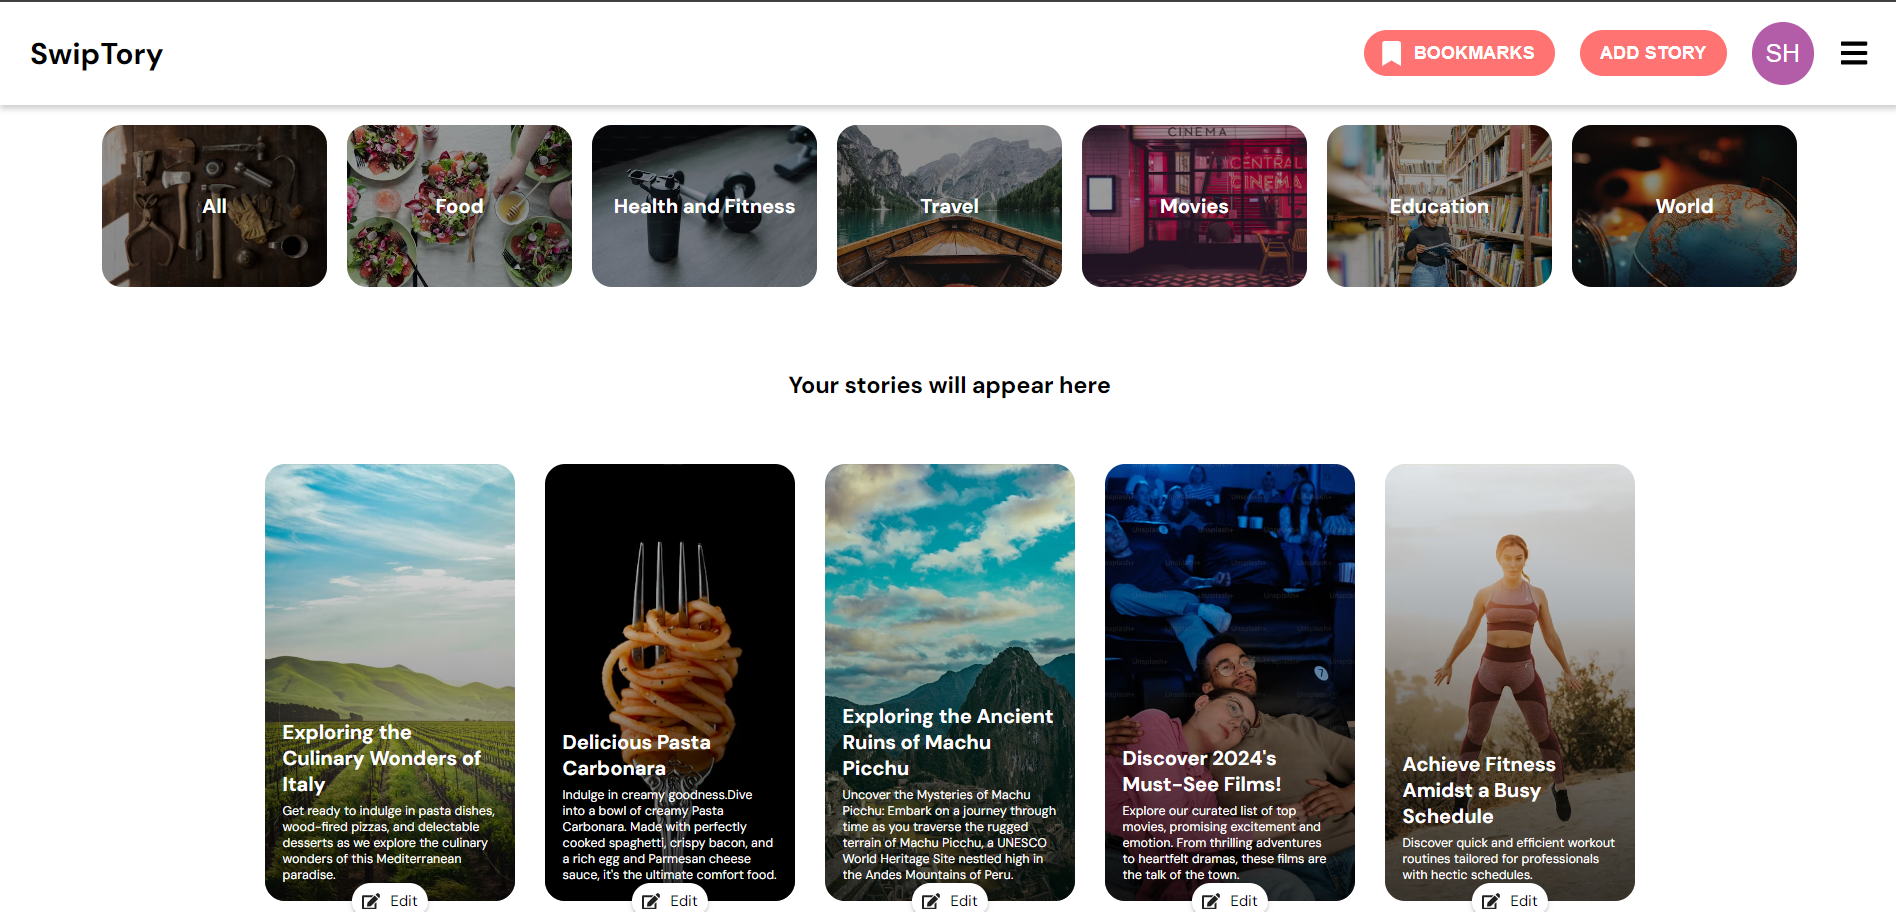 SwipTory
BOOKMARKS
ADD STORY
SH
All
Food
Health and Fitness
Travel
CINEMA
CENTRAL
CINEMA
Movies
Education
World
Your stories will appear here
Exploring the
Culinary Wonders of
Italy
Get ready to indulge in pasta dishes,
wood-fired pizzas, and delectable
desserts as we explore the culinary
wonders of this Mediterranean
paradise.
Edit
Delicious Pasta
Carbonara
Indulge in creamy goodness.Dive
into a bowl of creamy Pasta
Carbonara. Made with perfectly
cooked spaghetti, crispy bacon, and
a rich egg and Parmesan cheese
sauce, it's the ultimate comfort food.
Edit
Exploring the Ancient
Ruins of Machu
Picchu
Uncover the Mysteries of Machu
Picchu: Embark on a journey through
time as you traverse the rugged
terrain of Machu Picchu, a UNESCO
World Heritage Site nestled high in
the Andes Mountains of Peru.
Edit
Unsplash+
Discover 2024's
Must-See Films!
Explore our curated list of top
movies, promising excitement and
emotion. From thrilling adventures
to heartfelt dramas, these films are
the talk of the town.
Edit
Achieve Fitness
Amidst a Busy
Schedule
Discover quick and efficient workout
routines tailored for professionals
with hectic schedules.
Edit